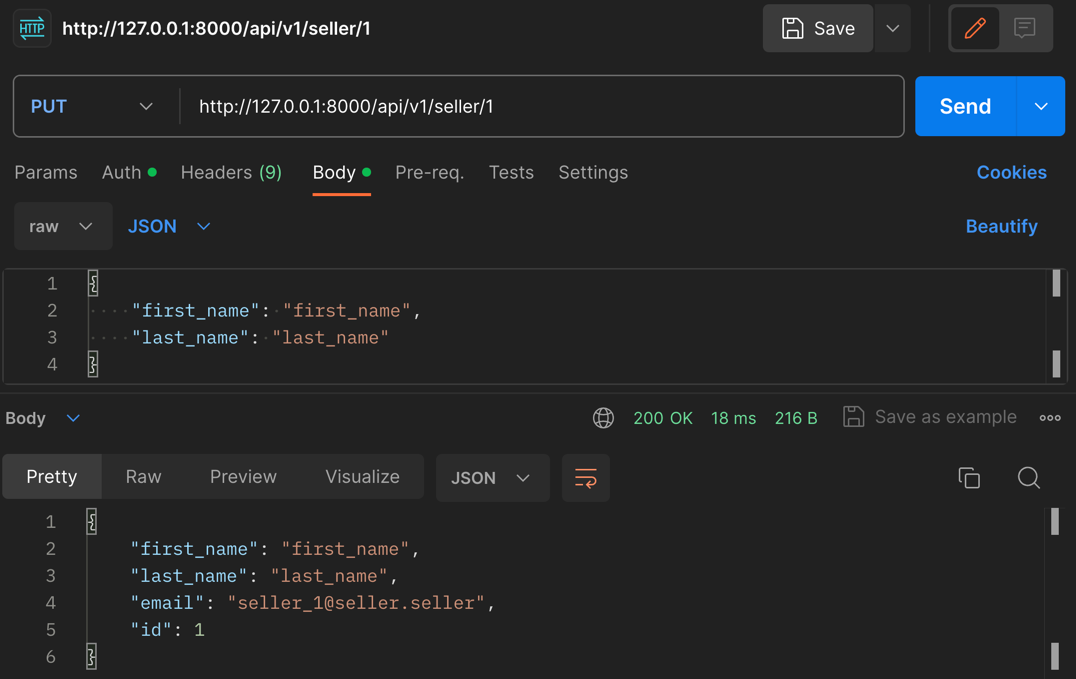 HTTP http://127.0.0.1:8000/api/v1/seller/1 Save
PUT http://127.0.0.1:8000/api/v1/seller/1 Send
Params Auth Headers (9) Body Pre-req. Tests Settings Cookies
raw JSON Beautify
1 {
2 "first_name": "first_name",
3 "last_name": "last_name"
4 }
Body 200 OK 18 ms 216 B Save as example
Pretty Raw Preview Visualize JSON
1 {
2 "first_name": "first_name",
3 "last_name": "last_name",
4 "email": "seller_1@seller.seller",
5 "id": 1
6 }